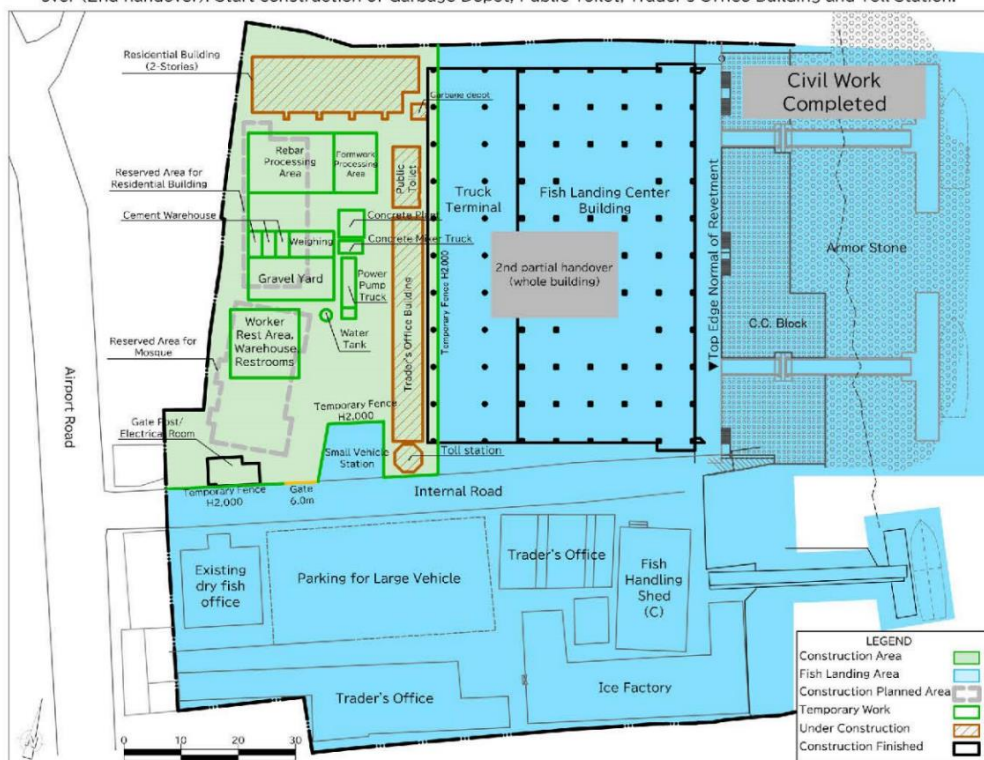 over (2nd handover). Start construction of Garbage Depot, Public Toilet, Trader's Office Building and Toll Station.
Residential Building
(2-Stories)
Garbage depot
Civil Work
Completed
Rebar
Processing
Area
Formwork
Processing
Area
Public
Toilet
Reserved Area for
Residential Building
Truck
Terminal
Fish Landing Center
Building
Cement Warehouse
Concrete Plant
Weighing
Concrete Mixer Truck
Armor Stone
Gravel Yard
Power
Pump
Truck
2nd partial handover
(whole building)
Temporary Fence H2,000
Trader's Office Building
Top Edge Normal of Revetment
C.C. Block
Worker
Rest Area,
Warehouse,
Restrooms
Water
Tank
Reserved Area for
Mosque
Airport Road
Temporary Fence
H2,000
Gate Post/
Electrical Room
Small Vehicle
Station
Toll station
Temporary Fence
H2,000
Gate
6.0m
Internal Road
Existing
dry fish
office
Parking for Large Vehicle
Trader's Office
Fish
Handling
Shed
(C)
Trader's Office
Ice Factory
LEGEND
Construction Area
Fish Landing Area
Construction Planned Area
Temporary Work
Under Construction
Construction Finished
0 10 20 30